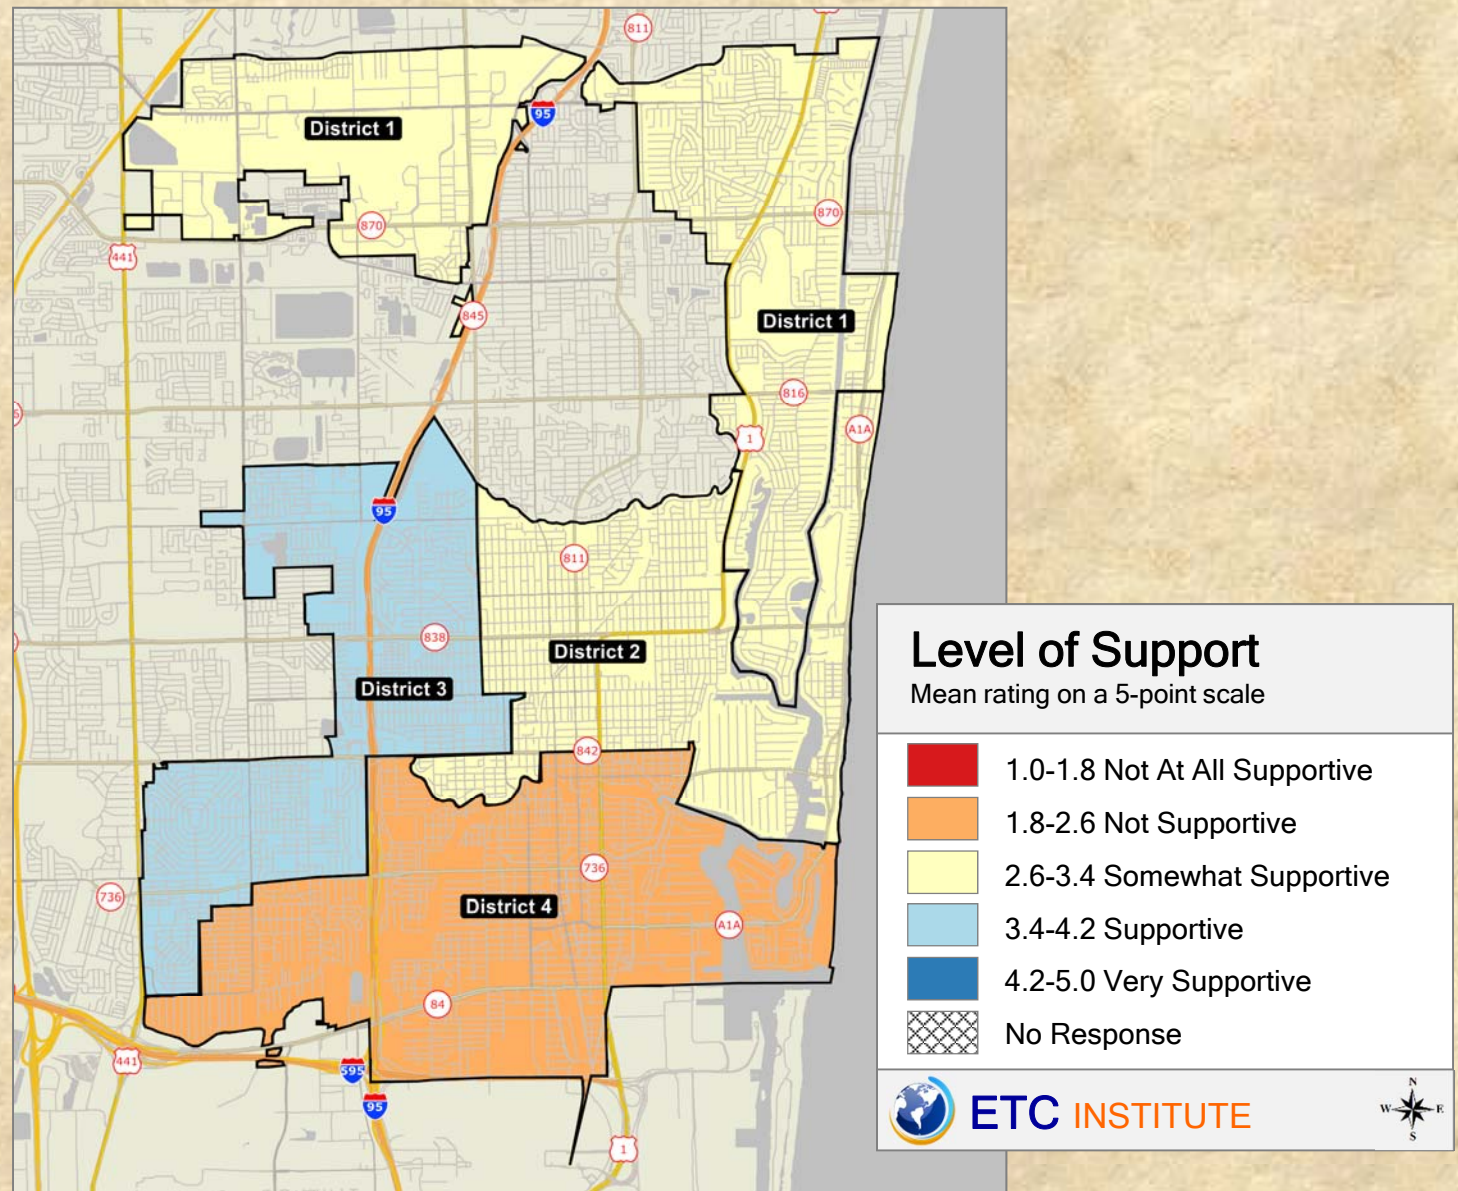 811
95
District 1
870
870
441
845
District 1
816
A1A
1
95
811
838
District 2
District 3
842
736
736
District 4
A1A
84
441
595
95
1
Level of Support
Mean rating on a 5-point scale
1.0-1.8 Not At All Supportive
1.8-2.6 Not Supportive
2.6-3.4 Somewhat Supportive
3.4-4.2 Supportive
4.2-5.0 Very Supportive
No Response
ETC INSTITUTE
N
W E
S